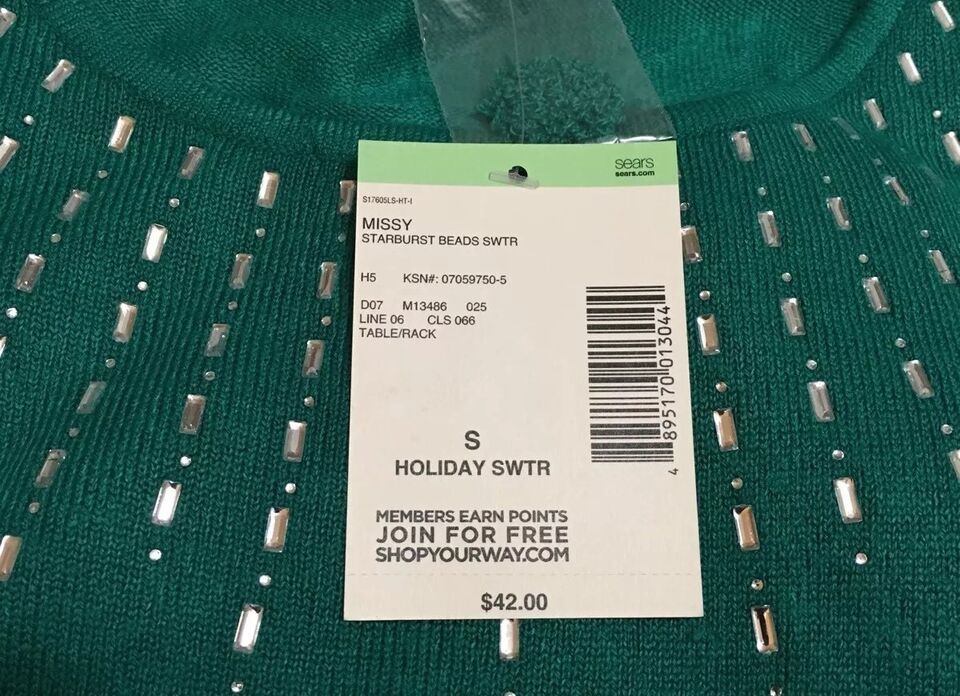 sears
sears.com
S17605LS-HT-I
MISSY
STARBURST BEADS SWTR
H5 KSN#: 07059750-5
D07 M13486 025
LINE 06 CLS 066
TABLE/RACK
4 895170 013044
S
HOLIDAY SWTR
MEMBERS EARN POINTS
JOIN FOR FREE
SHOPYOURWAY.COM
$42.00